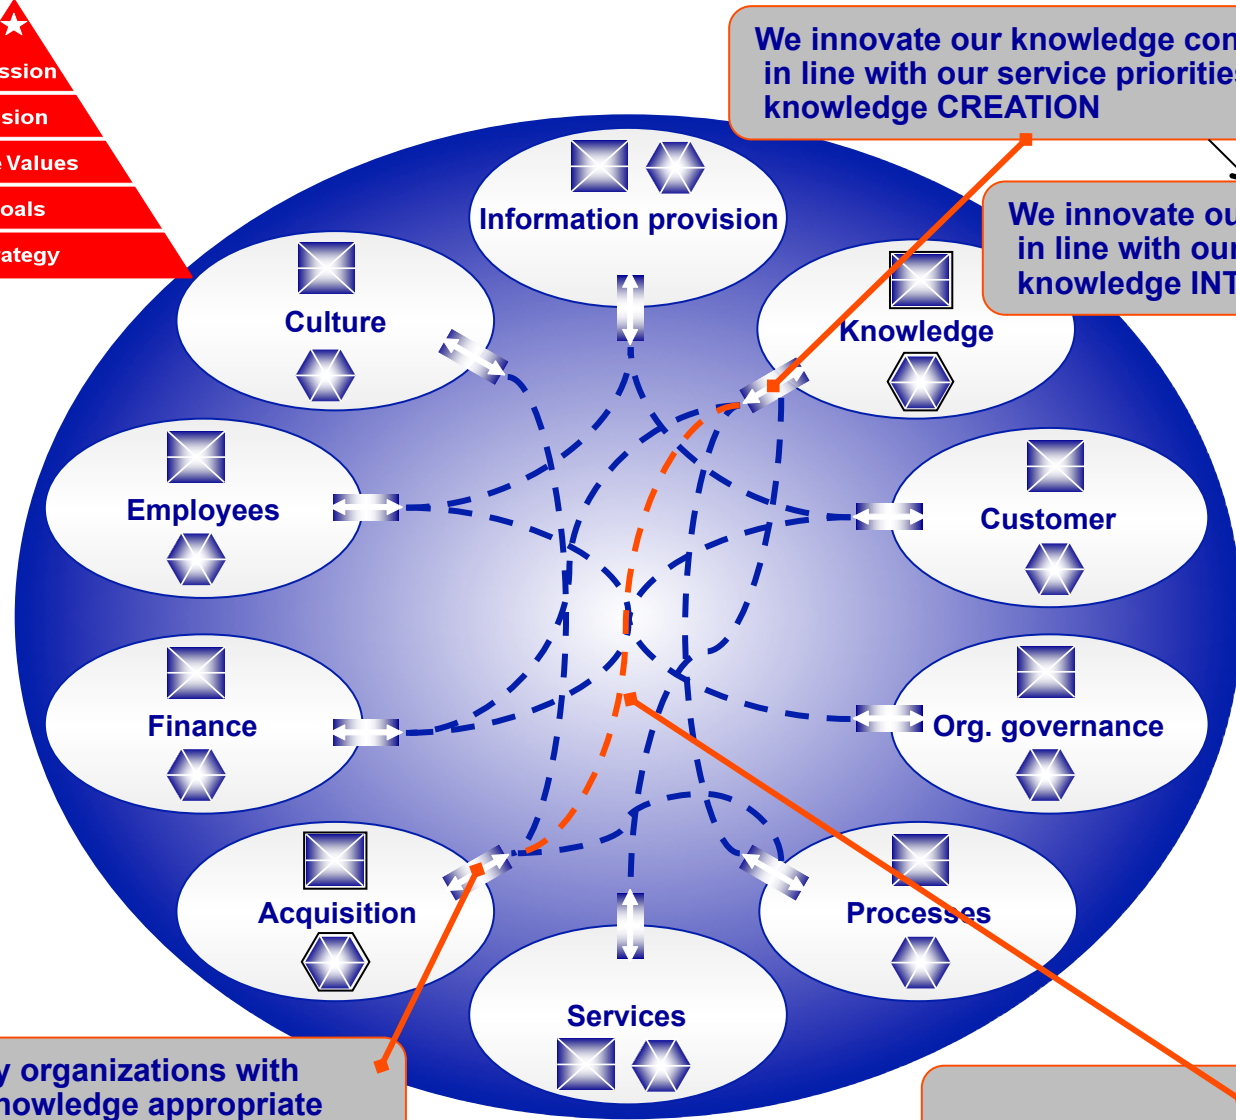 ssion
sion
Values
oals
ategy
We innovate our knowledge con
in line with our service priorities
knowledge CREATION
We innovate ou
in line with our
knowledge INT
Information provision
Culture
Knowledge
Employees
Customer
Finance
Org. governance
Acquisition
Processes
Services
y organizations with
nowledge appropriate